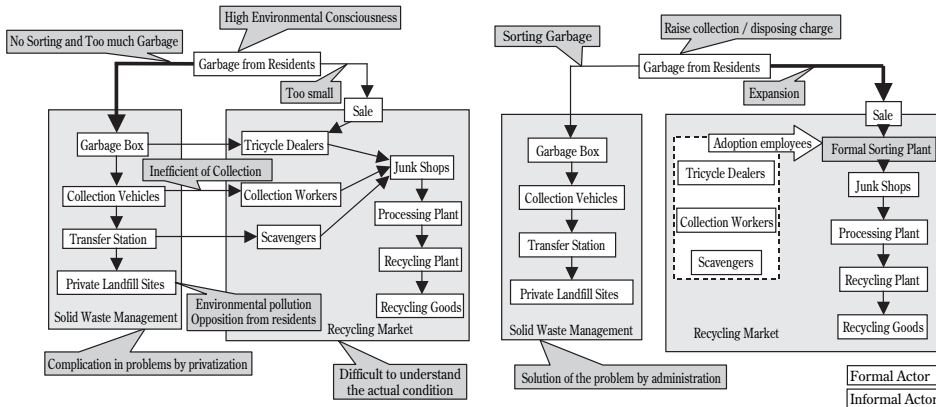 High Environmental Consciousness
No Sorting and Too much Garbage
Garbage from Residents
Too small
Sale
Garbage Box
Tricycle Dealers
Inefficient of Collection
Junk Shops
Collection Vehicles
Collection Workers
Processing Plant
Transfer Station
Scavengers
Recycling Plant
Private Landfill Sites
Environmental pollution
Opposition from residents
Recycling Goods
Solid Waste Management
Recycling Market
Complication in problems by privatization
Difficult to understand
the actual condition
Sorting Garbage
Raise collection / disposing charge
Garbage from Residents
Expansion
Sale
Garbage Box
Adoption employees
Formal Sorting Plant
Tricycle Dealers
Junk Shops
Collection Vehicles
Collection Workers
Processing Plant
Transfer Station
Scavengers
Recycling Plant
Private Landfill Sites
Recycling Goods
Solid Waste Management
Recycling Market
Solution of the problem by administration
Formal Actor
Informal Actor